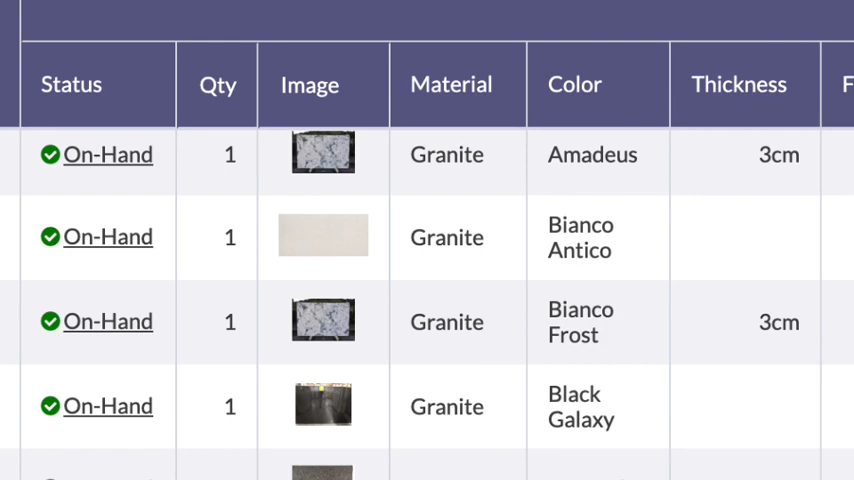 Status Qty Image Material Color Thickness F
On-Hand 1 Granite Amadeus 3cm
On-Hand 1 Granite Bianco
Antico
On-Hand 1 Granite Bianco
Frost 3cm
On-Hand 1 Granite Black
Galaxy